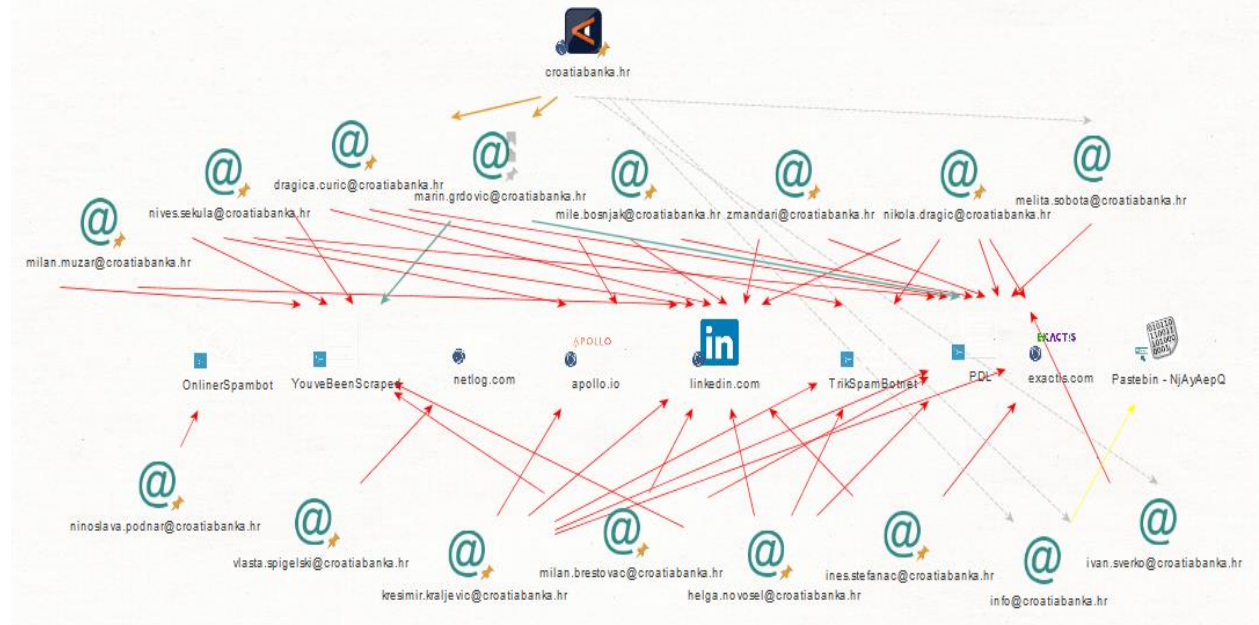 croatiabanka.hr
dragica.curic@croatiabanka.hr
marin.grdovic@croatiabanka.hr
nives.sekula@croatiabanka.hr
mile.bosnjak@croatiabanka.hr
zmandari@croatiabanka.hr
nikola.dragic@croatiabanka.hr
melita.sobota@croatiabanka.hr
milan.muzar@croatiabanka.hr
APOLLO
in
EXACTIS
OnlinerSpambot
YouveBeenScraped
netlog.com
apollo.io
linkedin.com
TrikSpamBotnet
PDL
exactis.com
Pastebin - NjAyAepQ
ninoslava.podnar@croatiabanka.hr
vlasta.spigelski@croatiabanka.hr
kresimir.kraljevic@croatiabanka.hr
milan.brestovac@croatiabanka.hr
helga.novosel@croatiabanka.hr
ines.stefanac@croatiabanka.hr
info@croatiabanka.hr
ivan.sverko@croatiabanka.hr